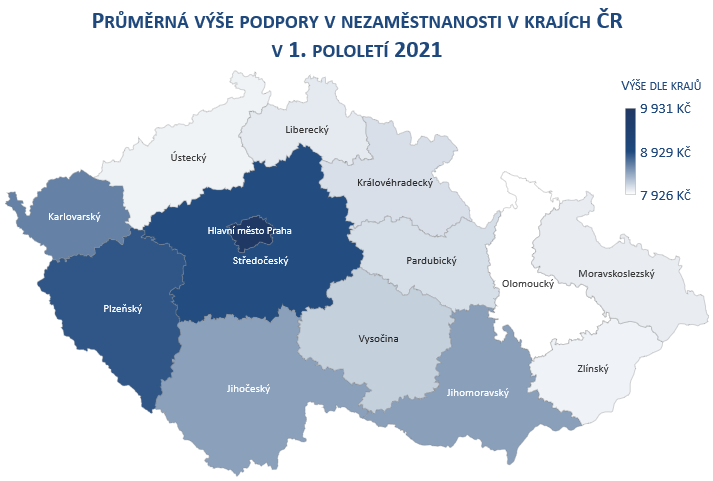 Průměrná výše podpory v nezaměstnanosti v krajích ČR
v 1. pololetí 2021
Výše dle krajů
9 931 Kč
8 929 Kč
7 926 Kč
Liberecký
Ústecký
Královéhradecký
Karlovarský
Hlavní město Praha
Středočeský
Pardubický
Moravskoslezský
Olomoucký
Plzeňský
Vysočina
Zlínský
Jihočeský
Jihomoravský